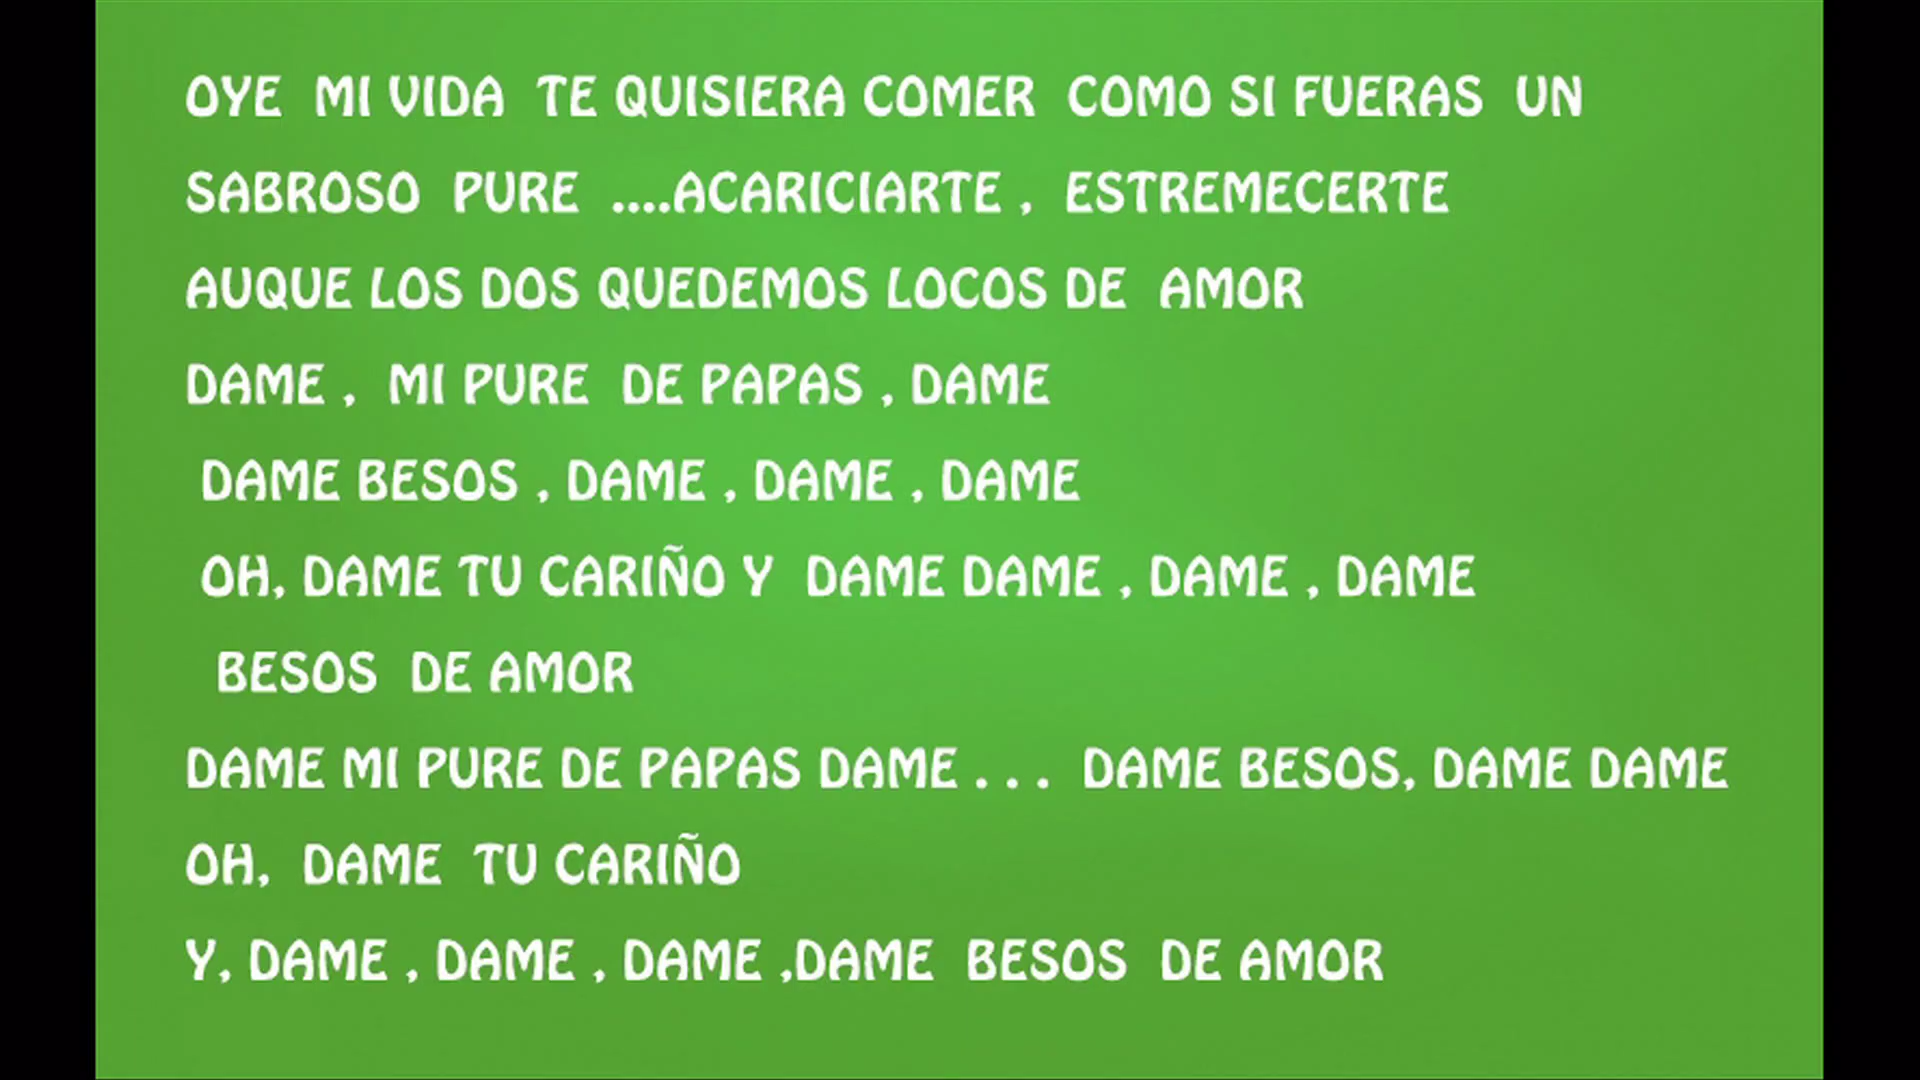 OYE MI VIDA TE QUISIERA COMER COMO SI FUERAS UN
SABROSO PURE ....ACARICIARTE , ESTREMECERTE
AUQUE LOS DOS QUEDEMOS LOCOS DE AMOR
DAME , MI PURE DE PAPAS , DAME
DAME BESOS , DAME , DAME , DAME
OH, DAME TU CARIÑO Y DAME DAME , DAME , DAME
BESOS DE AMOR
DAME MI PURE DE PAPAS DAME . . . DAME BESOS, DAME DAME
OH, DAME TU CARIÑO
Y, DAME , DAME , DAME ,DAME BESOS DE AMOR